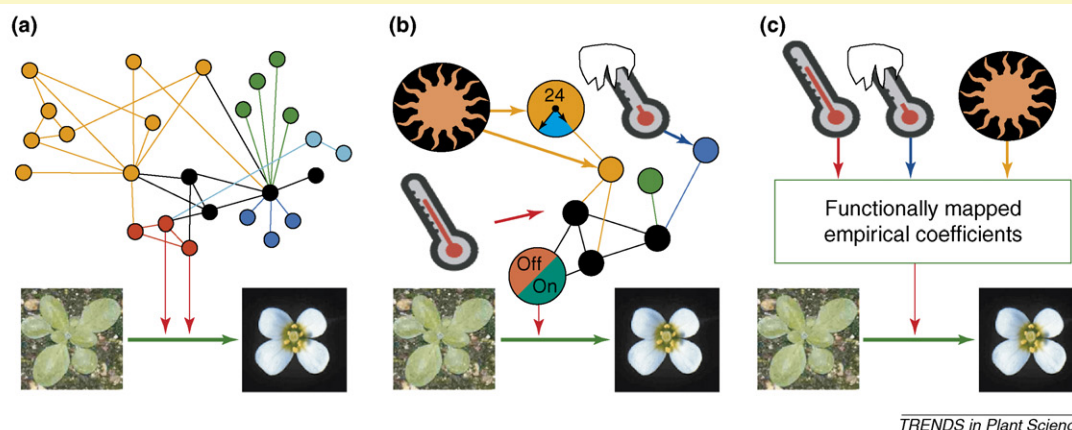 (a)
(b)
(c)
24
Off
On
Functionally mapped
empirical coefficients
TRENDS in Plant Science